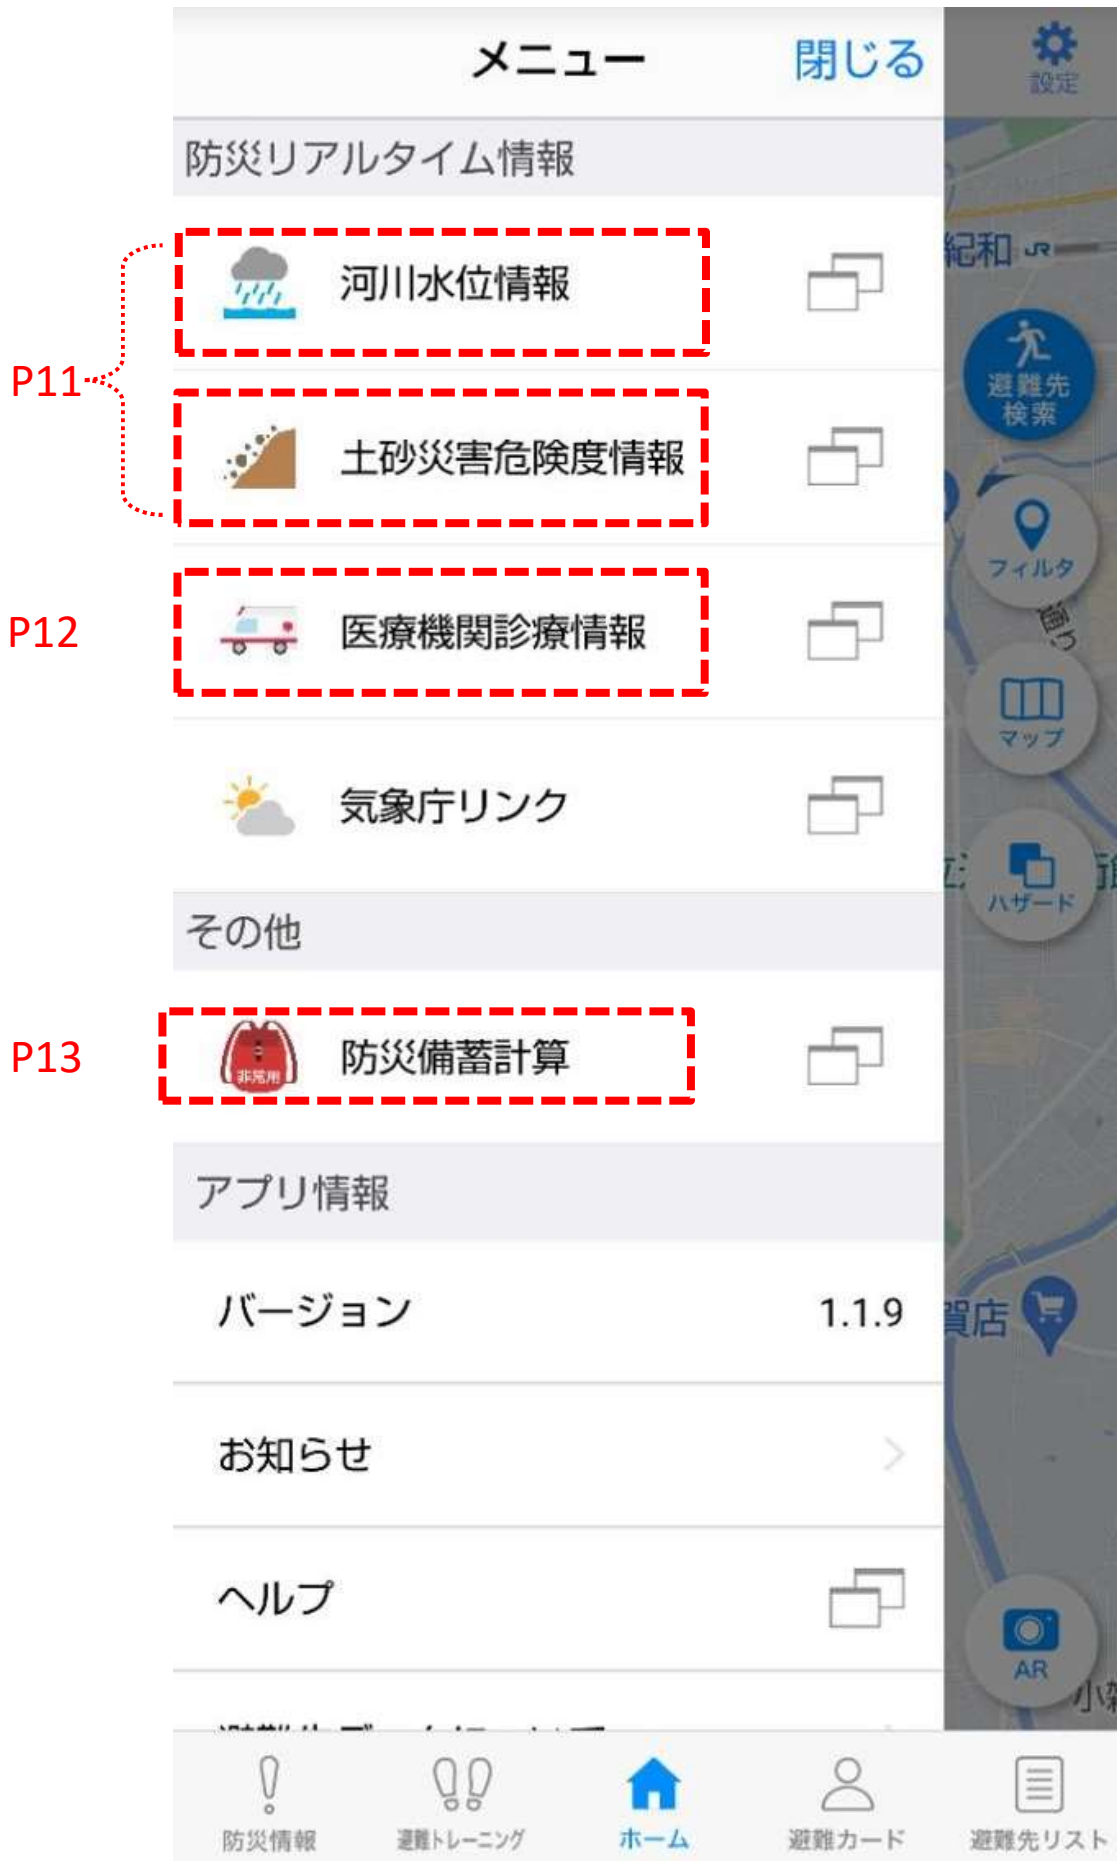 メニュー
閉じる
設定
防災リアルタイム情報
P11
河川水位情報
土砂災害危険度情報
P12
医療機関診療情報
気象庁リンク
その他
P13
非常用
防災備蓄計算
アプリ情報
バージョン
1.1.9
お知らせ
ヘルプ
紀和
JR
避難先
検索
フィルタ
通り
マップ
ハザード
賀店
AR
防災情報
避難トレーニング
ホーム
避難カード
避難先リスト